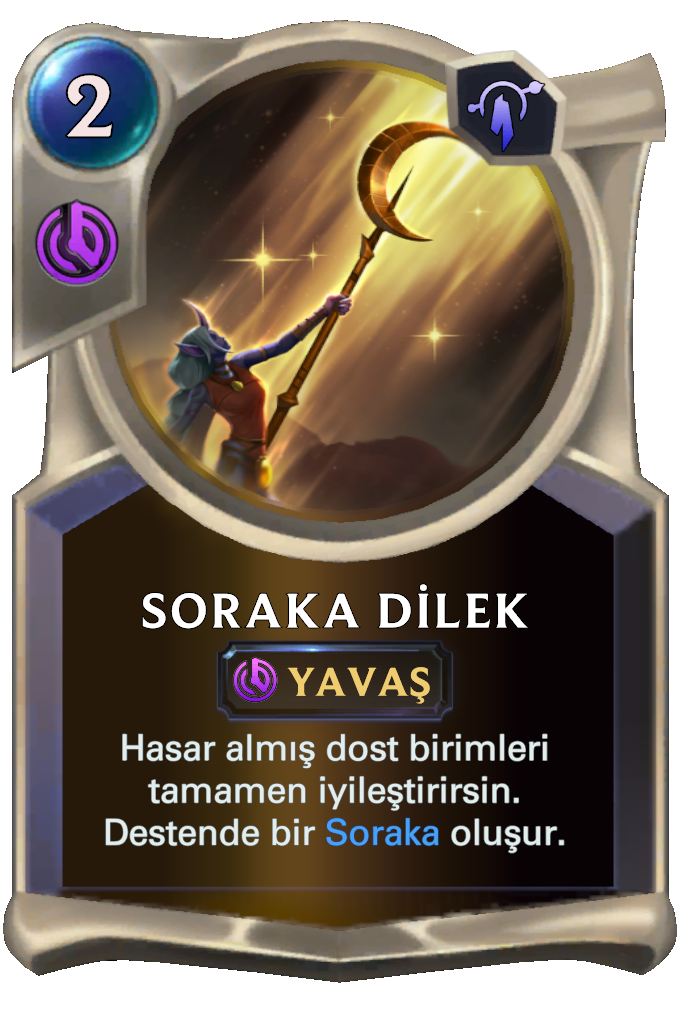 2
SORAKA DİLEK
YAVAŞ
Hasar almış dost birimleri
tamamen iyileştirirsin.
Destende bir Soraka oluşur.